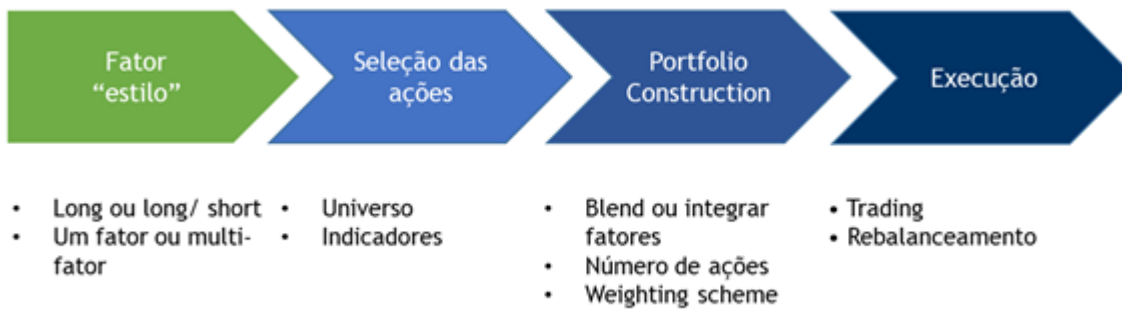 Fator
“estilo”
Seleção das
ações
Portfolio
Construction
Execução
• Long ou long/ short
• Um fator ou multi-
fator
• Universo
• Indicadores
• Blend ou integrar
fatores
• Número de ações
• Weighting scheme
• Trading
• Rebalanceamento